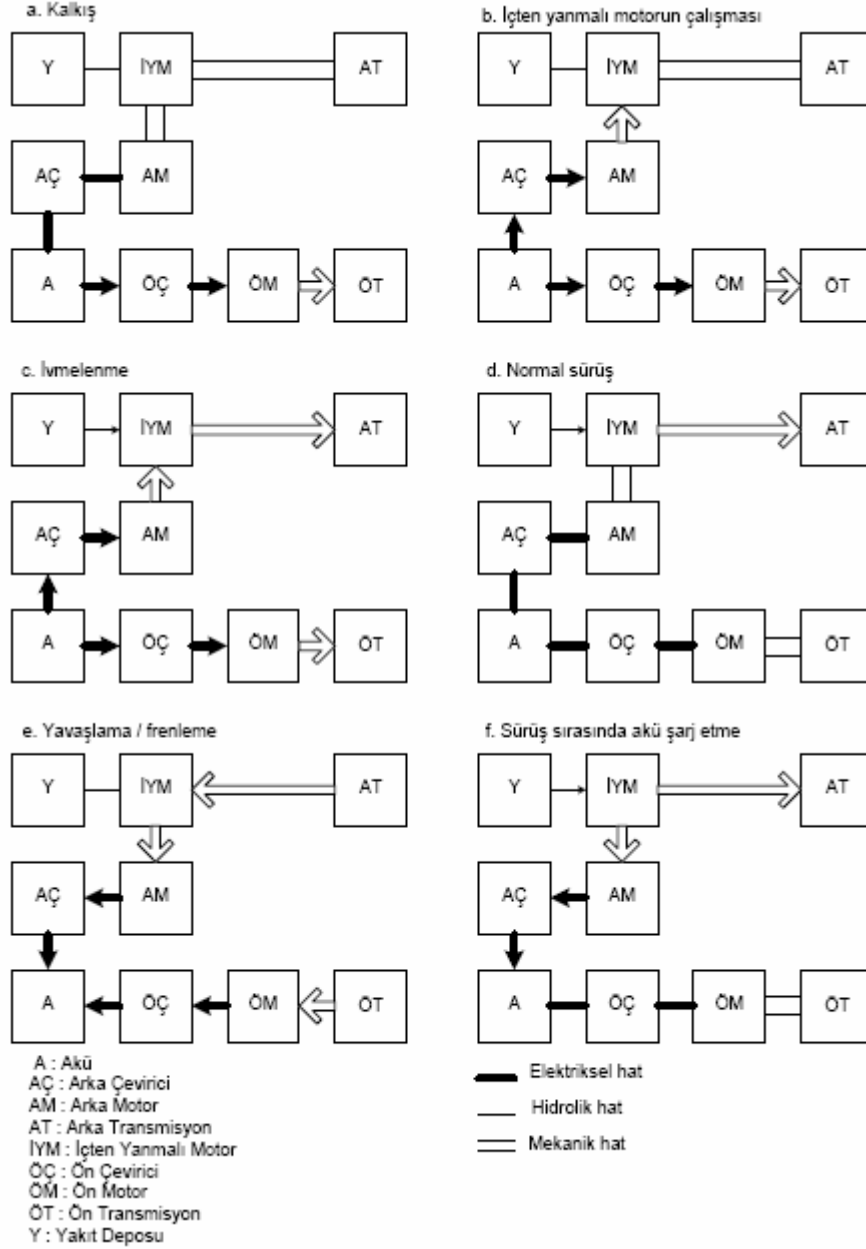 a. Kalkış
Y İYM AT
AÇ AM
A ÖÇ ÖM ÖT
b. İçten yanmalı motorun çalışması
Y İYM AT
AÇ AM
A ÖÇ ÖM ÖT
c. İvmelenme
Y İYM AT
AÇ AM
A ÖÇ ÖM ÖT
d. Normal sürüş
Y İYM AT
AÇ AM
A ÖÇ ÖM ÖT
e. Yavaşlama / frenleme
Y İYM AT
AÇ AM
A ÖÇ ÖM ÖT
f. Sürüş sırasında akü şarj etme
Y İYM AT
AÇ AM
A ÖÇ ÖM ÖT
A : Akü
AÇ : Arka Çevirici
AM : Arka Motor
AT : Arka Transmisyon
İYM : İçten Yanmalı Motor
ÖÇ : Ön Çevirici
ÖM : Ön Motor
ÖT : Ön Transmisyon
Y : Yakıt Deposu
Elektriksel hat
Hidrolik hat
Mekanik hat